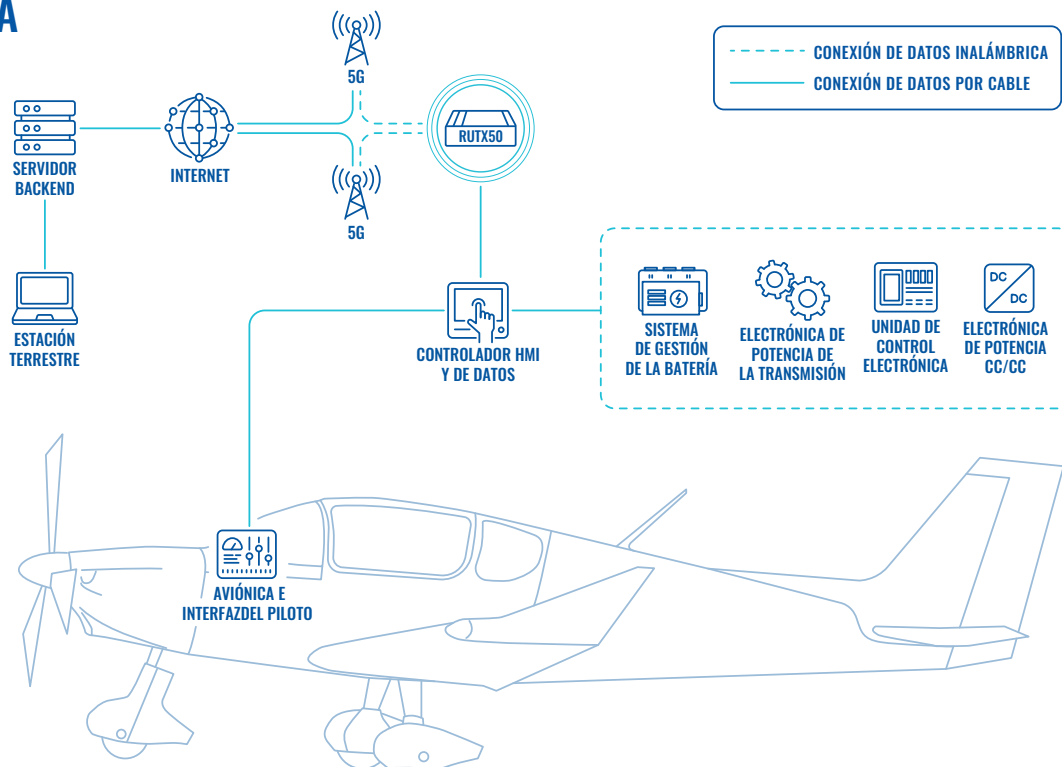 A
5G
CONEXIÓN DE DATOS INALÁMBRICA
CONEXIÓN DE DATOS POR CABLE
RUTX50
SERVIDOR
BACKEND
INTERNET
5G
ESTACIÓN
TERRESTRE
CONTROLADOR HMI
Y DE DATOS
SISTEMA
DE GESTIÓN
DE LA BATERÍA
ELECTRÓNICA DE
POTENCIA DE
LA TRANSMISIÓN
UNIDAD DE
CONTROL
ELECTRÓNICA
DC
DC
ELECTRÓNICA
DE POTENCIA
CC/CC
AVIÓNICA E
INTERFAZDEL PILOTO